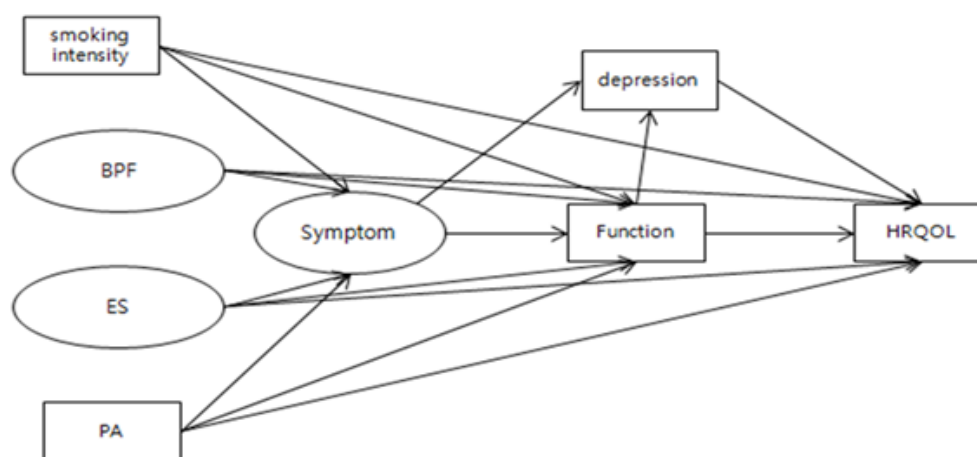 smoking
intensity
depression
BPF
Symptom
Function
HRQOL
ES
PA